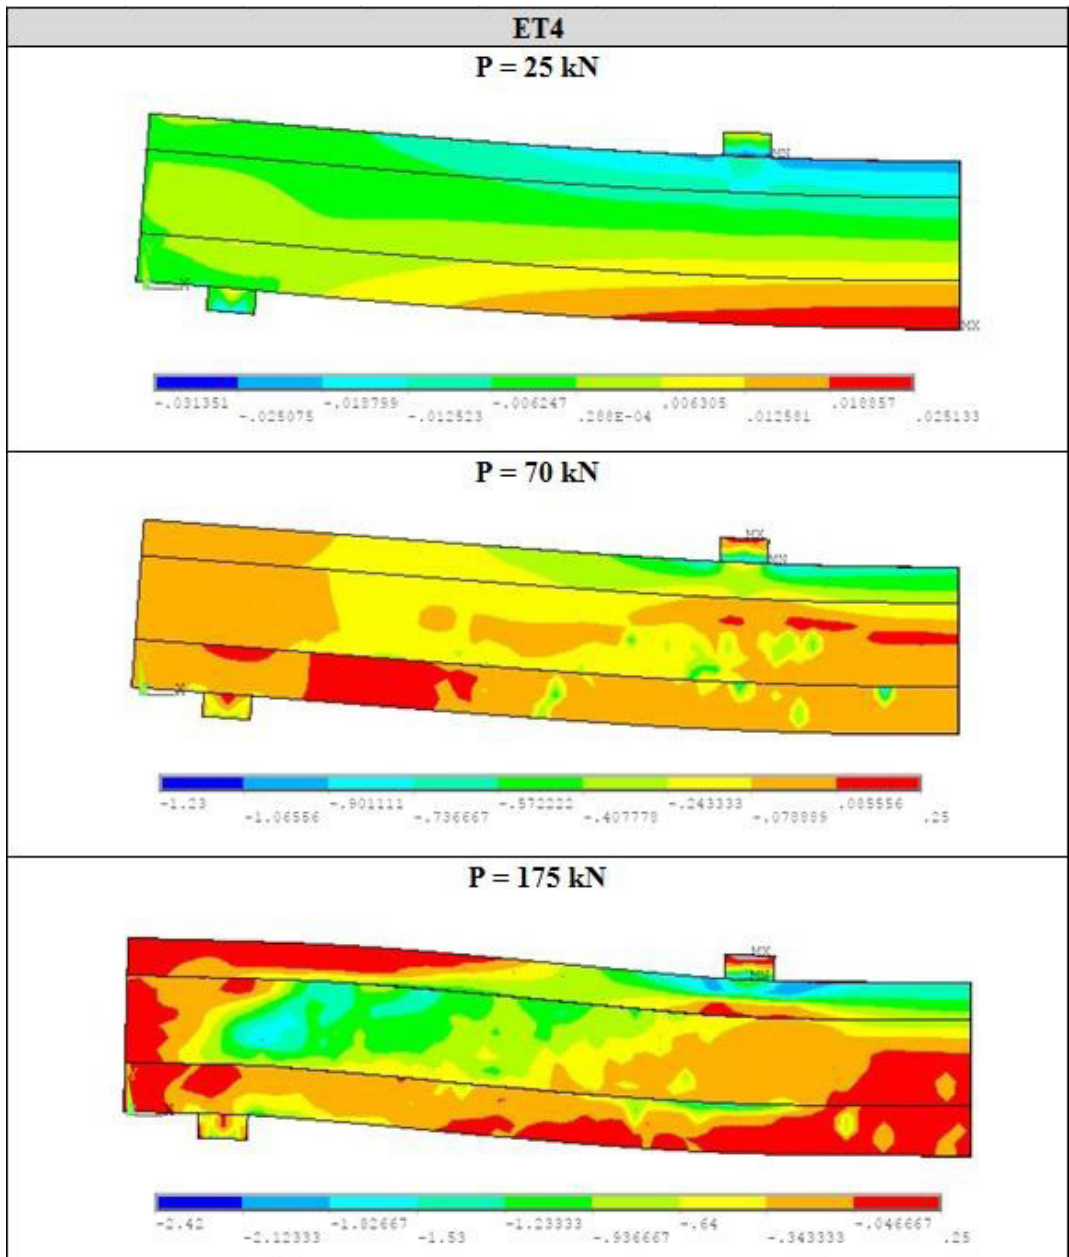 ET4
P = 25 kN
MN
X
MX
-.031351 -.018799 -.006247 .006305 .018857
-.025075 -.012523 .288E-04 .012581 .025133
P = 70 kN
MX
MN
X
-1.23 -.901111 -.572222 -.243333 .085556
-1.06556 -.736667 -.407778 -.078889 .25
P = 175 kN
MX
MN
X
-2.42 -1.82667 -1.23333 -.64 -.046667
-2.12333 -1.53 -.936667 -.343333 .25